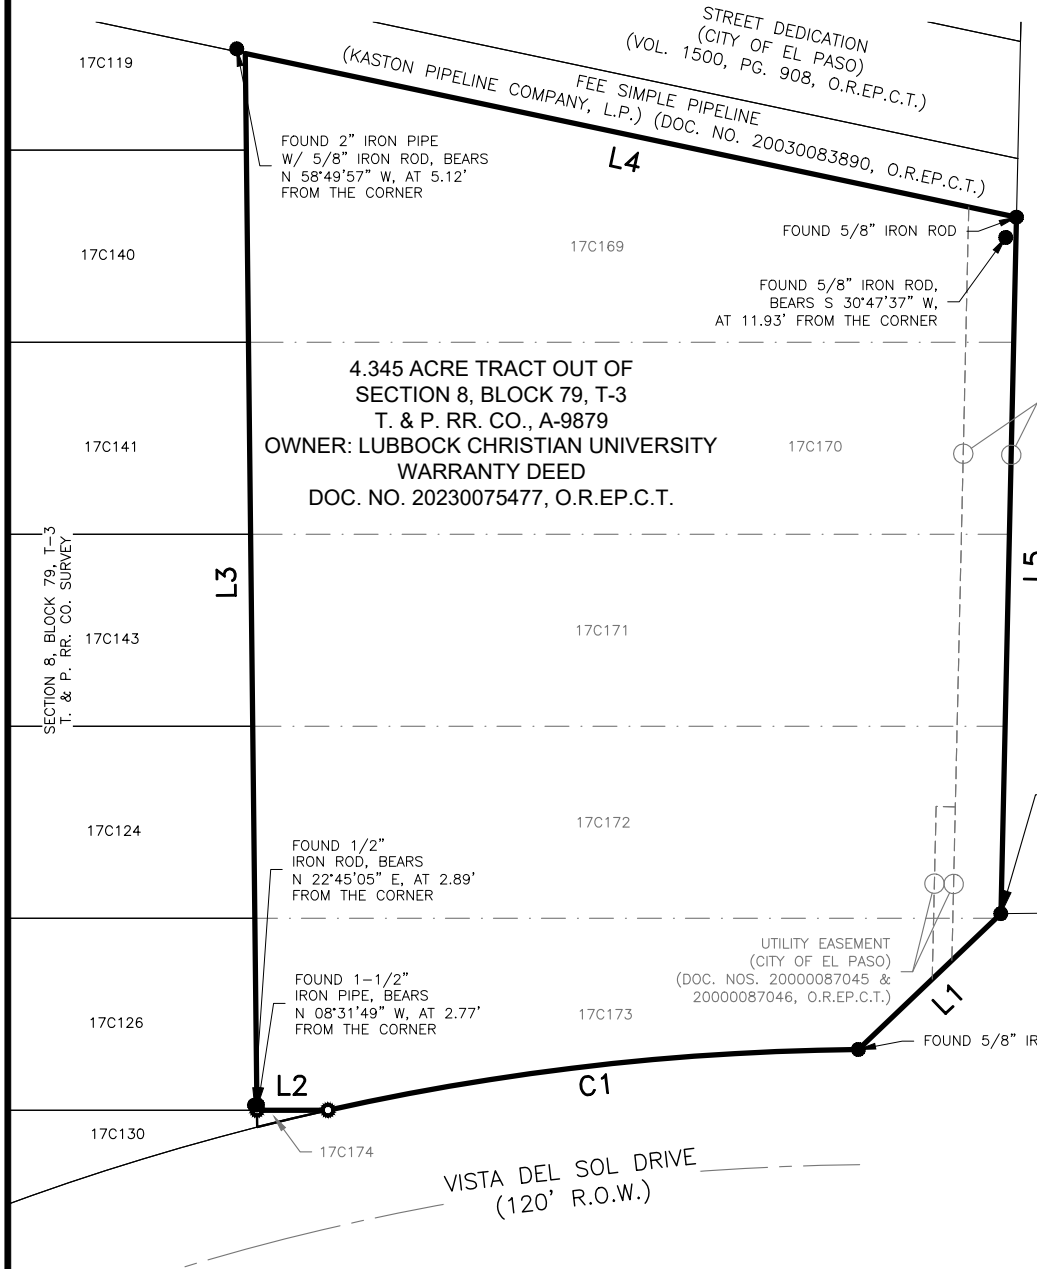 STREET DEDICATION
(CITY OF EL PASO)
(VOL. 1500, PG. 908, O.R.EP.C.T.)
FEE SIMPLE PIPELINE
(KASTON PIPELINE COMPANY, L.P.) (DOC. NO. 20030083890, O.R.EP.C.T.)
17C119
FOUND 2" IRON PIPE
W/ 5/8" IRON ROD, BEARS
N 58°49'57" W, AT 5.12'
FROM THE CORNER
L4
17C140
17C169
FOUND 5/8" IRON ROD
FOUND 5/8" IRON ROD,
BEARS S 30°47'37" W,
AT 11.93' FROM THE CORNER
4.345 ACRE TRACT OUT OF
SECTION 8, BLOCK 79, T-3
T. & P. RR. CO., A-9879
OWNER: LUBBOCK CHRISTIAN UNIVERSITY
WARRANTY DEED
DOC. NO. 20230075477, O.R.EP.C.T.
17C141
17C170
SECTION 8, BLOCK 79, T-3
T. & P. RR. CO. SURVEY
L3
L5
17C143
17C171
17C124
17C172
FOUND 1/2"
IRON ROD, BEARS
N 22°45'05" E, AT 2.89'
FROM THE CORNER
UTILITY EASEMENT
(CITY OF EL PASO)
(DOC. NOS. 20000087045 &
20000087046, O.R.EP.C.T.)
L1
FOUND 1-1/2"
IRON PIPE, BEARS
N 08°31'49" W, AT 2.77'
FROM THE CORNER
17C126
17C173
FOUND 5/8" IR
L2
C1
17C130
17C174
VISTA DEL SOL DRIVE
(120' R.O.W.)